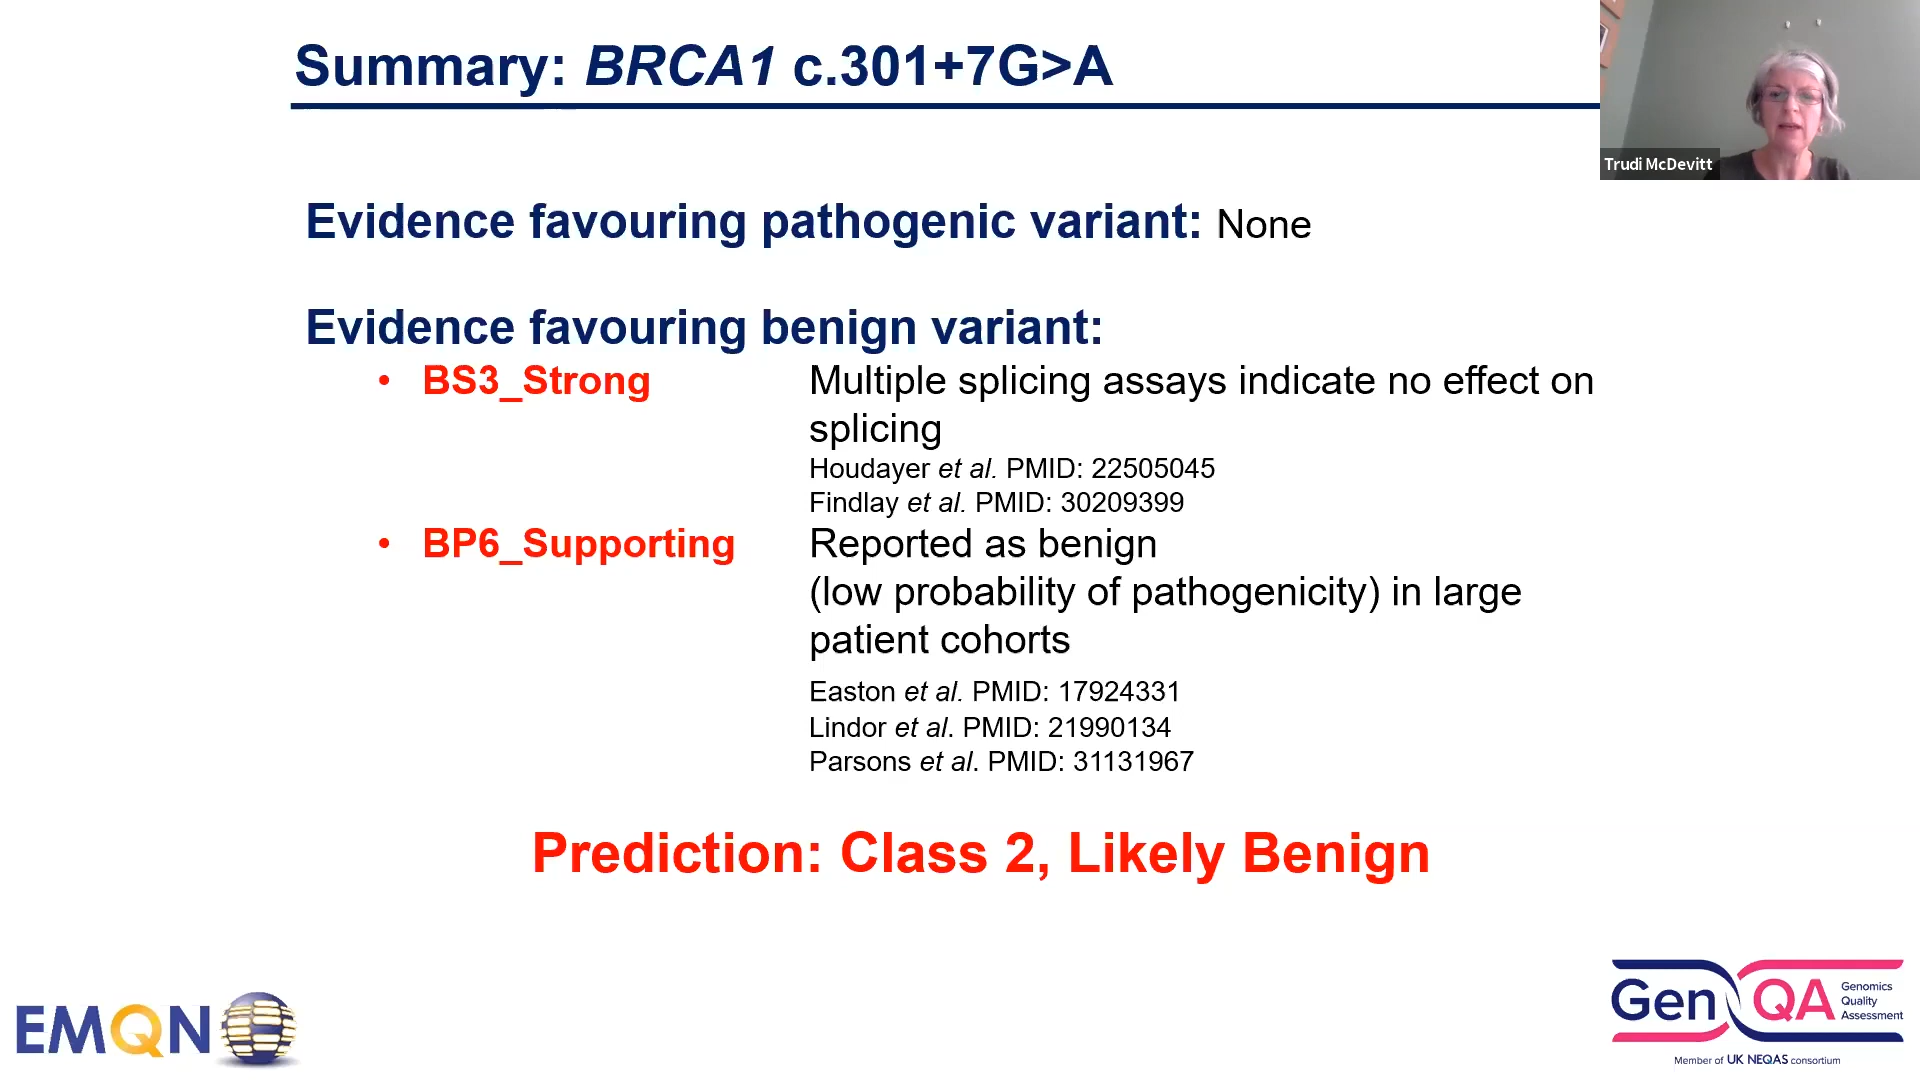 Summary: BRCA1 c.301+7G>A
Trudi McDevitt
Evidence favouring pathogenic variant: None
Evidence favouring benign variant:
• BS3_Strong Multiple splicing assays indicate no effect on
splicing
Houdayer et al. PMID: 22505045
Findlay et al. PMID: 30209399
• BP6_Supporting Reported as benign
(low probability of pathogenicity) in large
patient cohorts
Easton et al. PMID: 17924331
Lindor et al. PMID: 21990134
Parsons et al. PMID: 31131967
Prediction: Class 2, Likely Benign
EMQN
GenQA
Genomics
Quality
Assessment
Member of UK NEQAS consortium